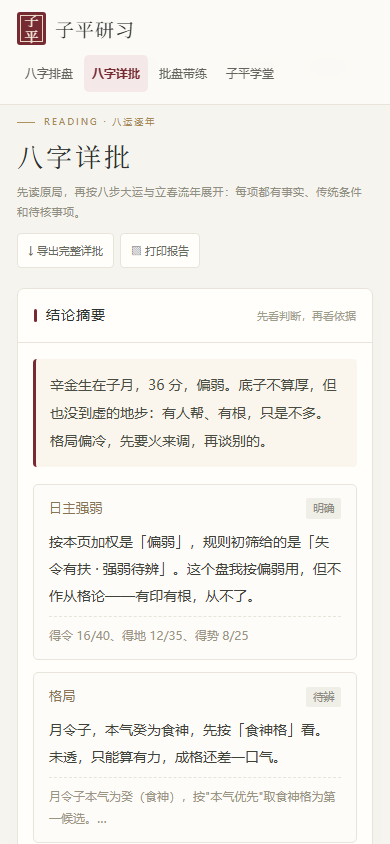 子平
子平研习
八字排盘 八字详批 批盘带练 子平学堂
READING · 八运逐年
八字详批
先读原局，再按八步大运与立春流年展开：每项都有事实、传统条件
和待核事项。
↓导出完整详批 打印报告
结论摘要 先看判断，再看依据
辛金生在子月，36 分，偏弱。底子不算厚，但
也没到虚的地步：有人帮、有根，只是不多。
格局偏冷，先要火来调，再谈别的。
日主强弱 明确
按本页加权是「偏弱」，规则初筛给的是「失
令有扶 · 强弱待辨」。这个盘我按偏弱用，但不
作从格论——有印有根，从不了。
得令 16/40、得地 12/35、得势 8/25
格局 待辨
月令子，本气癸为食神，先按「食神格」看。
未透，只能算有力，成格还差一口气。
月令子本气为癸（食神），按"本气优先"取食神格为第
一候选。...